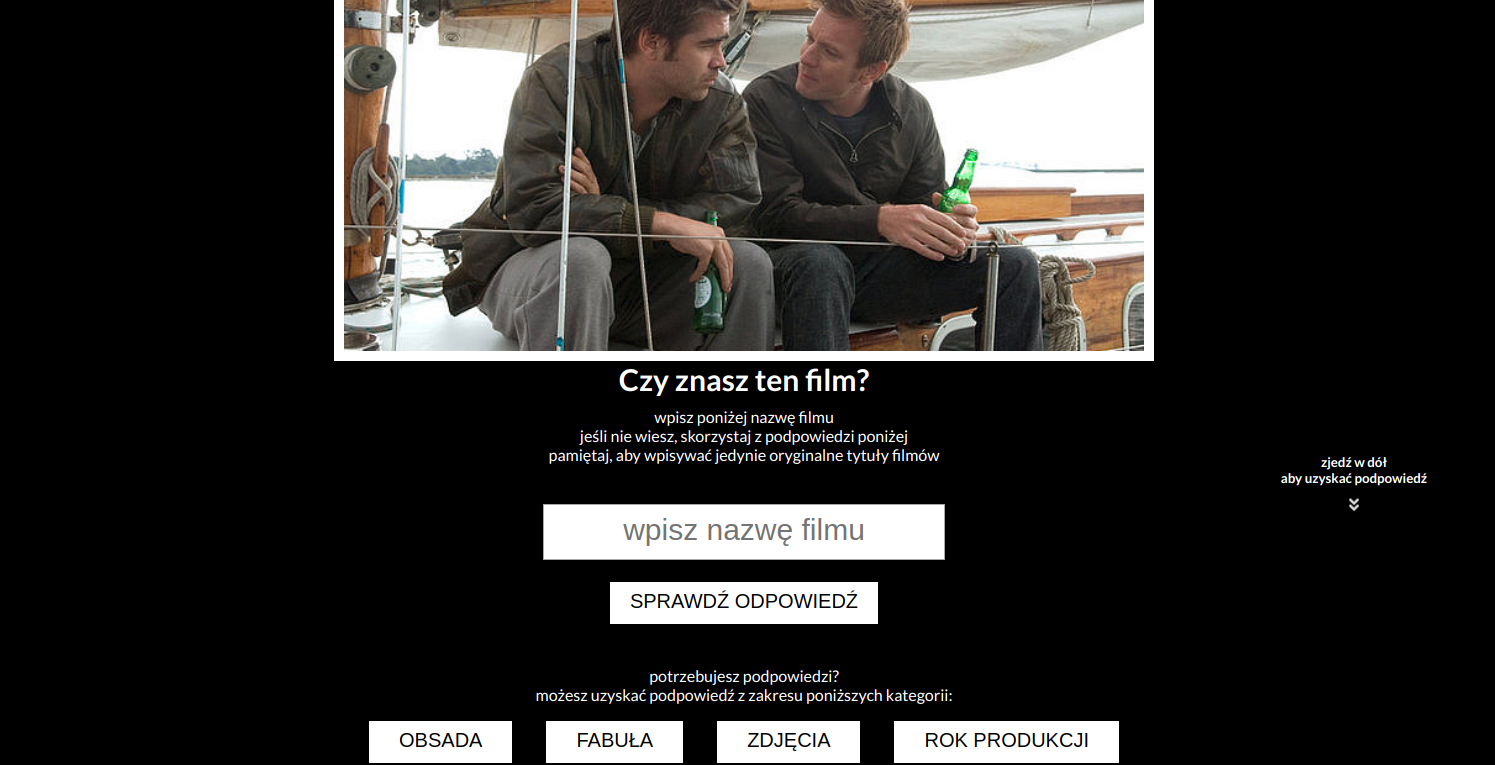 Czy znasz ten film?
wpisz poniżej nazwę filmu
jeśli nie wiesz, skorzystaj z podpowiedzi poniżej
pamiętaj, aby wpisywać jedynie oryginalne tytuły filmów
zjedź w dół
aby uzyskać podpowiedź
wpisz nazwę filmu
SPRAWDŹ ODPOWIEDŹ
potrzebujesz podpowiedzi?
możesz uzyskać podpowiedź z zakresu poniższych kategorii:
OBSADA
FABUŁA
ZDJĘCIA
ROK PRODUKCJI